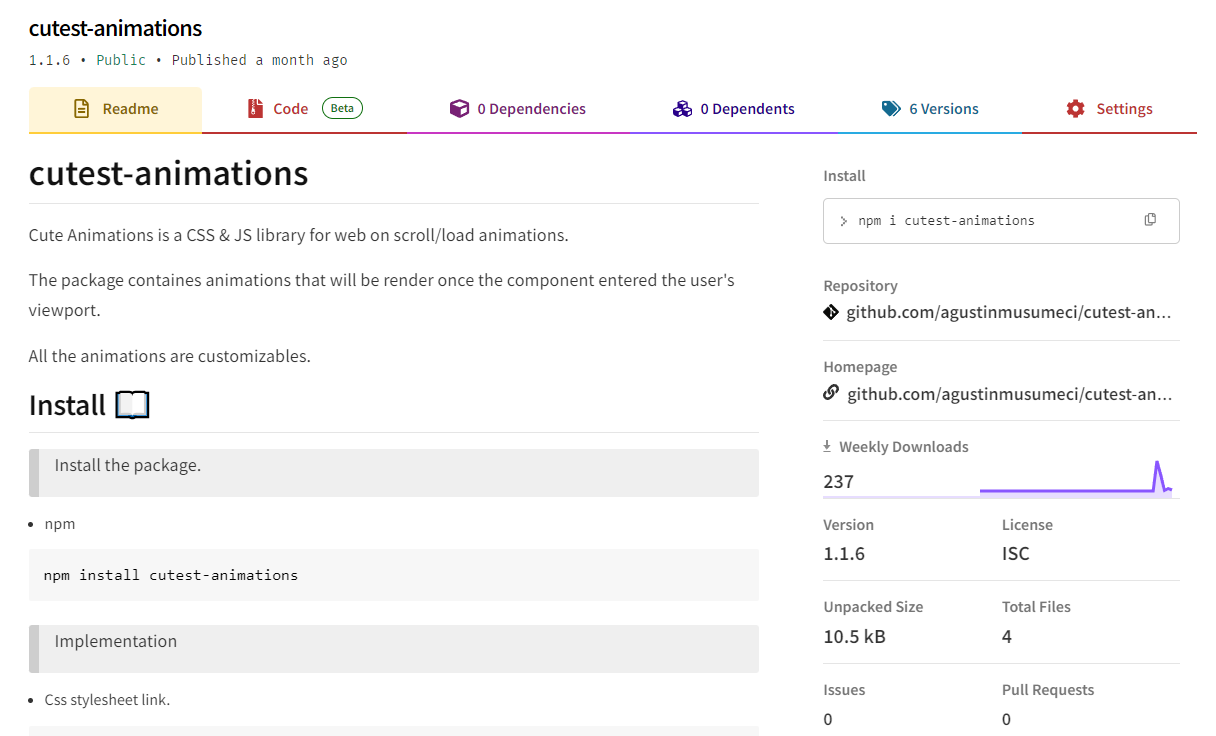 cutest-animations
1.1.6 • Public • Published a month ago
Readme
Code Beta
0 Dependencies
0 Dependents
6 Versions
Settings
cutest-animations
Cute Animations is a CSS & JS library for web on scroll/load animations.
The package containes animations that will be render once the component entered the user's
viewport.
All the animations are customizables.
Install
Install the package.
• npm
npm install cutest-animations
Implementation
• Css stylesheet link.
Install
> npm i cutest-animations
Repository
github.com/agustinmusumeci/cutest-an...
Homepage
github.com/agustinmusumeci/cutest-an...
Weekly Downloads
237
Version
License
1.1.6
ISC
Unpacked Size
Total Files
10.5 kB
4
Issues
Pull Requests
0
0